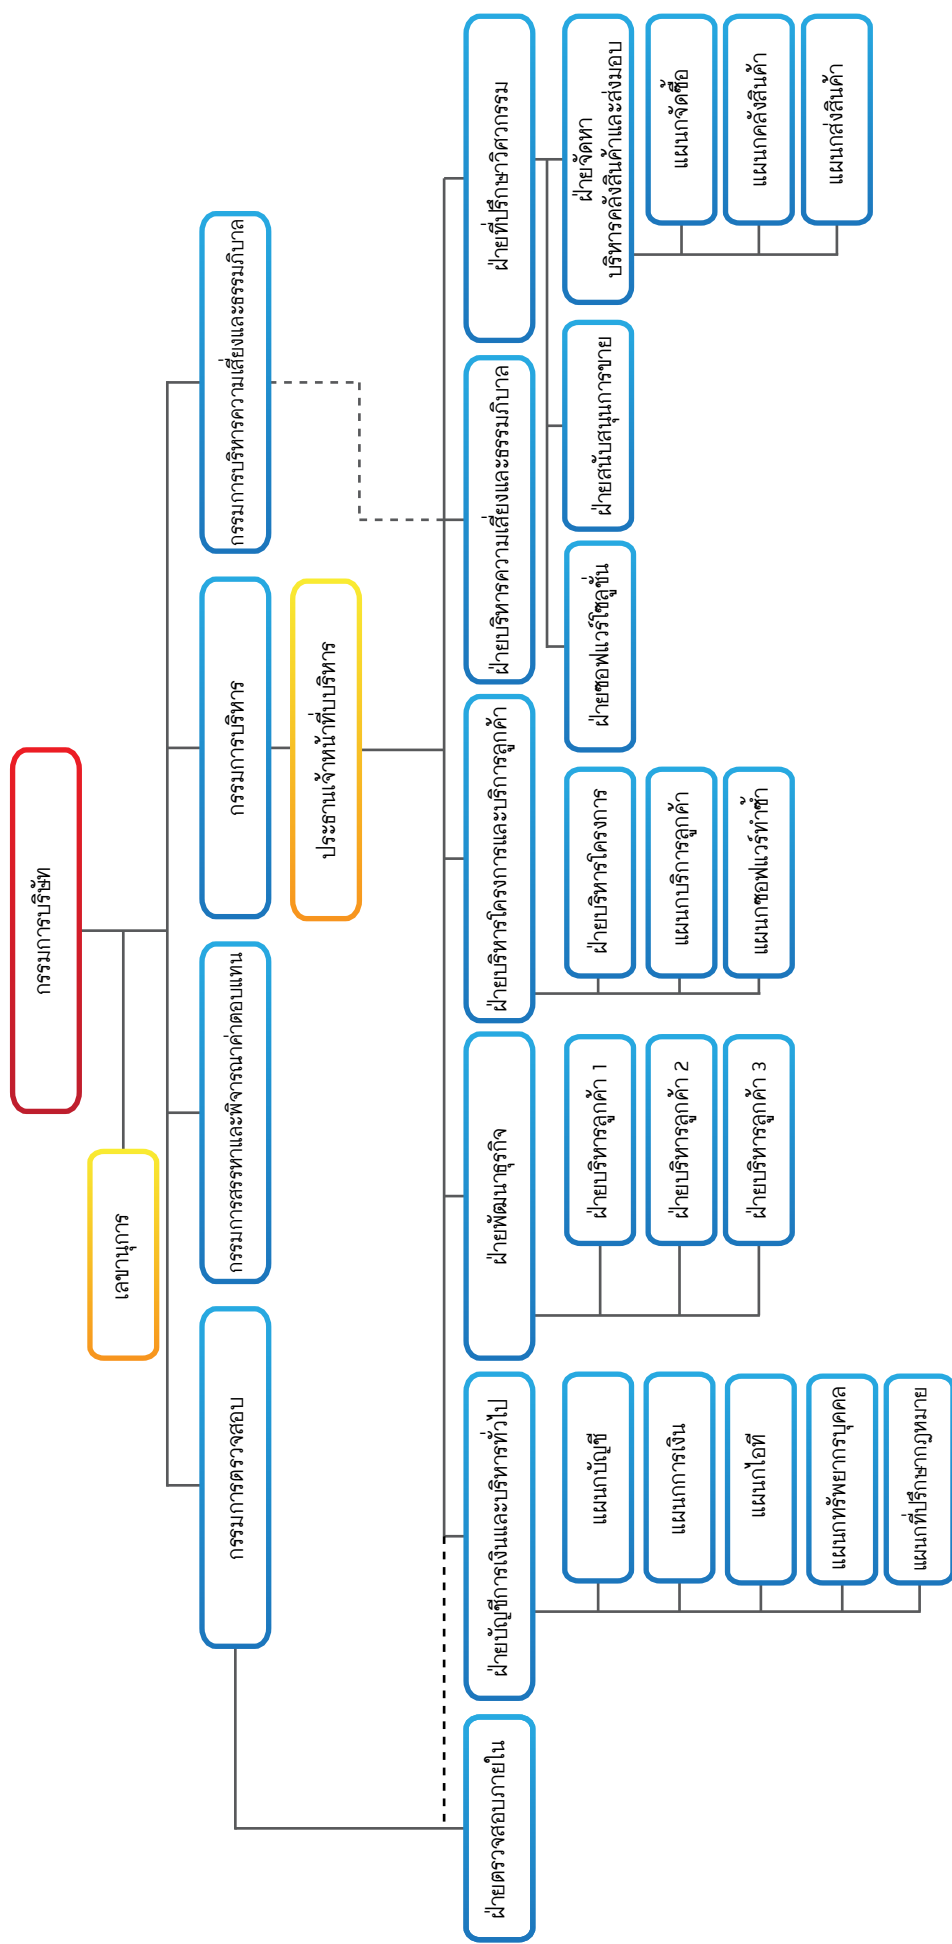 กรรมการบริษัท
เลขานุการ
กรรมการตรวจสอบ
กรรมการสรรหาและพิจารณาค่าตอบแทน
กรรมการบริหาร
กรรมการบริหารความเสี่ยงและธรรมภิบาล
ประธานเจ้าหน้าที่บริหาร
ฝ่ายตรวจสอบภายใน
ฝ่ายบัญชีการเงินและบริหารทั่วไป
ฝ่ายพัฒนาธุรกิจ
ฝ่ายบริหารโครงการและบริการลูกค้า
ฝ่ายบริหารความเสี่ยงและธรรมภิบาล
ฝ่ายที่ปรึกษาวิศวกรรม
แผนกบัญชี
แผนกการเงิน
แผนกไอที
แผนกทรัพยากรบุคคล
แผนกที่ปรึกษากฎหมาย
ฝ่ายบริหารลูกค้า 1
ฝ่ายบริหารลูกค้า 2
ฝ่ายบริหารลูกค้า 3
ฝ่ายบริหารโครงการ
แผนกบริการลูกค้า
แผนกซอฟแวร์ทำซ้ำ
ฝ่ายซอฟแวร์โซลูชั่น
ฝ่ายสนับสนุนการขาย
ฝ่ายจัดหา
บริหารคลังสินค้าและส่งมอบ
แผนกจัดซื้อ
แผนกคลังสินค้า
แผนกส่งสินค้า